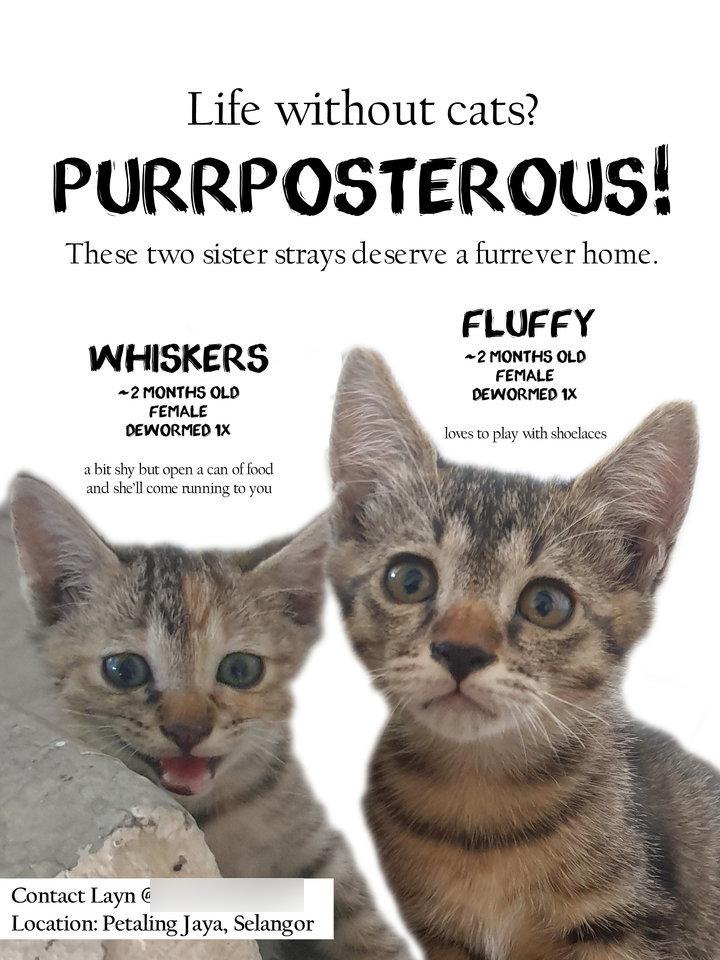 Life without cats?
PURRPOSTEROUS!
These two sister strays deserve a furrever home.
WHISKERS
~2 MONTHS OLD
FEMALE
DEWORMED 1X
a bit shy but open a can of food
and she'll come running to you
FLUFFY
~2 MONTHS OLD
FEMALE
DEWORMED 1X
loves to play with shoelaces
Contact Layn @
Location: Petaling Jaya, Selangor